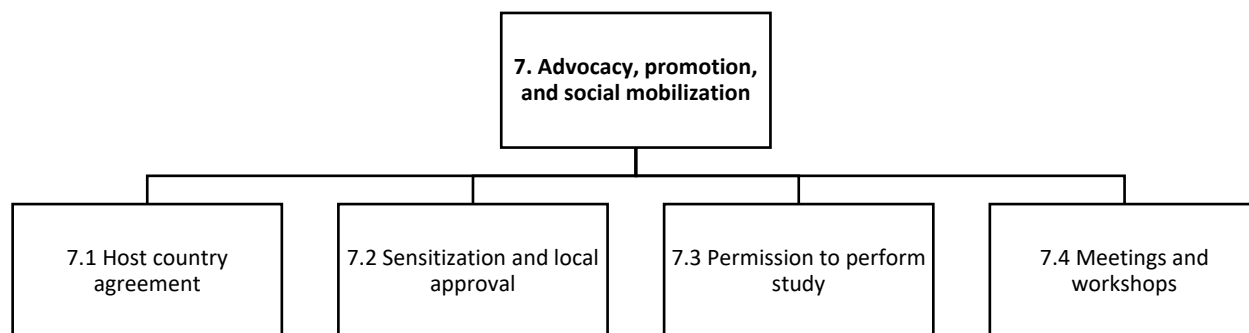 7. Advocacy, promotion,
and social mobilization
7.1 Host country
agreement
7.2 Sensitization and local
approval
7.3 Permission to perform
study
7.4 Meetings and
workshops